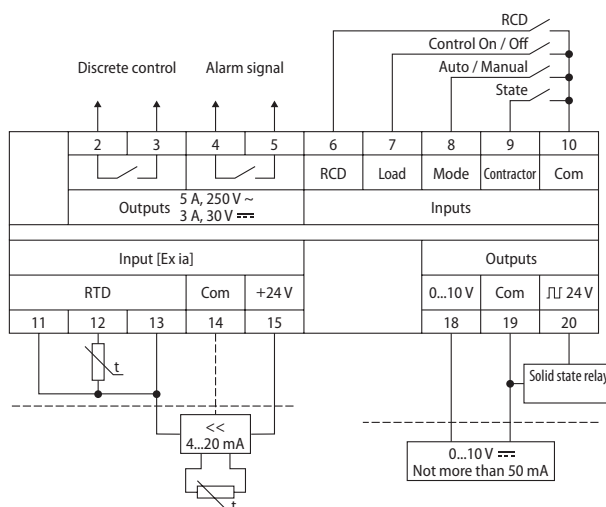 RCD
Control On / Off
Discrete control Alarm signal Auto / Manual
State
2 3 4 5 6 7 8 9 10
RCD Load Mode Contractor Com
Outputs 5 A, 250 V ~ Inputs
3 A, 30 V ⎓
Input [Ex ia] Outputs
RTD Com +24 V 0...10 V Com ⎍ 24 V
11 12 13 14 15 18 19 20
t
Solid state relay
<<
4...20 mA
0...10 V ⎓
Not more than 50 mA
t